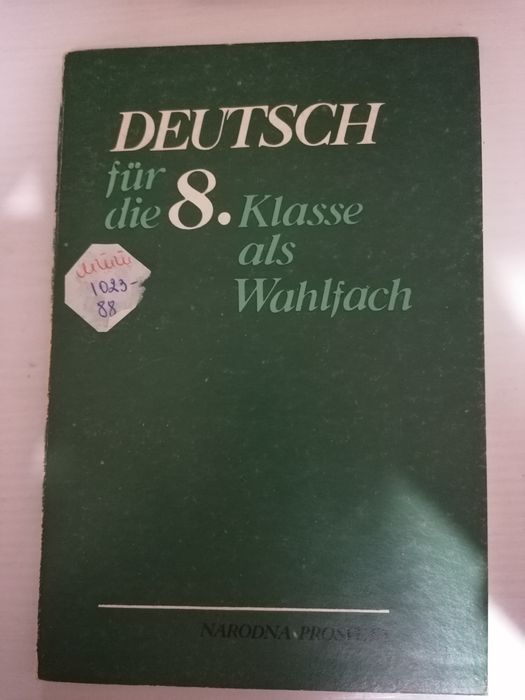 DEUTSCH
für
die 8. Klasse
als
Wahlfach
1023-
88
NARODNA PROSVETA